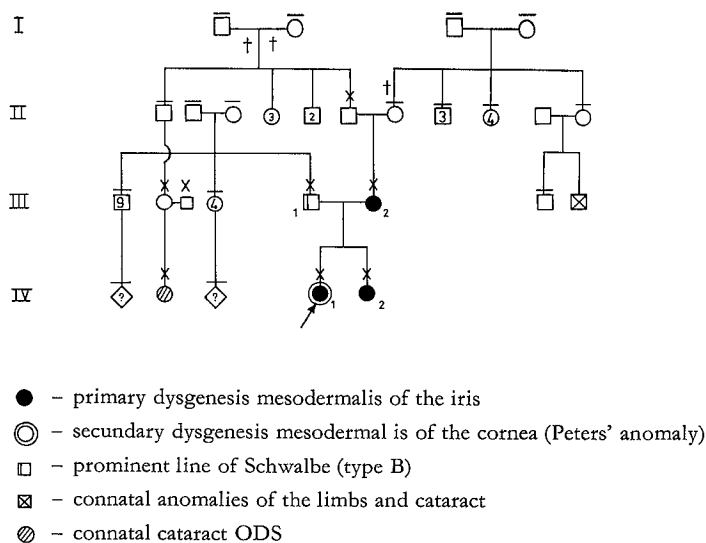 I
† †
†
II
3 2 3 4
III
9 4 1 2
IV
? ? 1 2
– primary dysgenesis mesodermalis of the iris
– secundary dysgenesis mesodermal is of the cornea (Peters' anomaly)
– prominent line of Schwalbe (type B)
– connatal anomalies of the limbs and cataract
– connatal cataract ODS